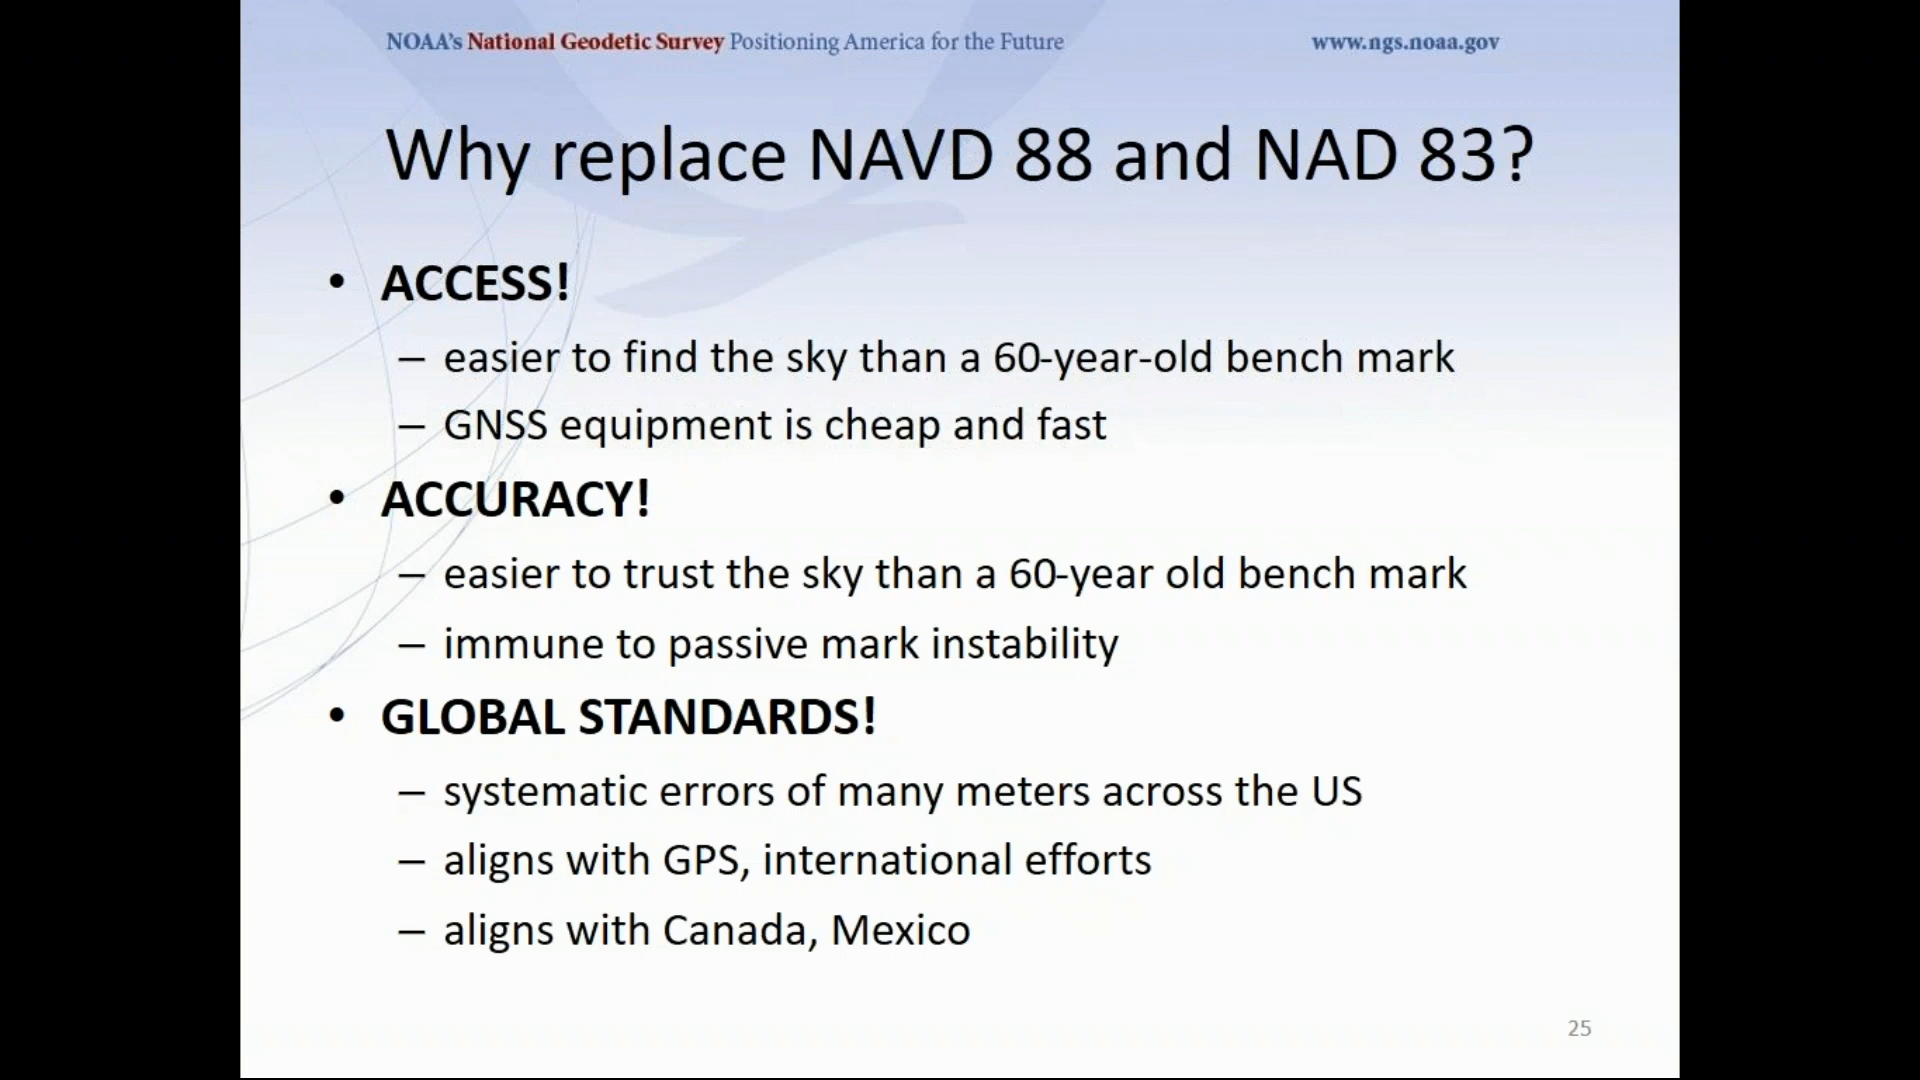 NOAA's National Geodetic Survey Positioning America for the Future www.ngs.noaa.gov
Why replace NAVD 88 and NAD 83?
• ACCESS!
– easier to find the sky than a 60-year-old bench mark
– GNSS equipment is cheap and fast
• ACCURACY!
– easier to trust the sky than a 60-year old bench mark
– immune to passive mark instability
• GLOBAL STANDARDS!
– systematic errors of many meters across the US
– aligns with GPS, international efforts
– aligns with Canada, Mexico
25